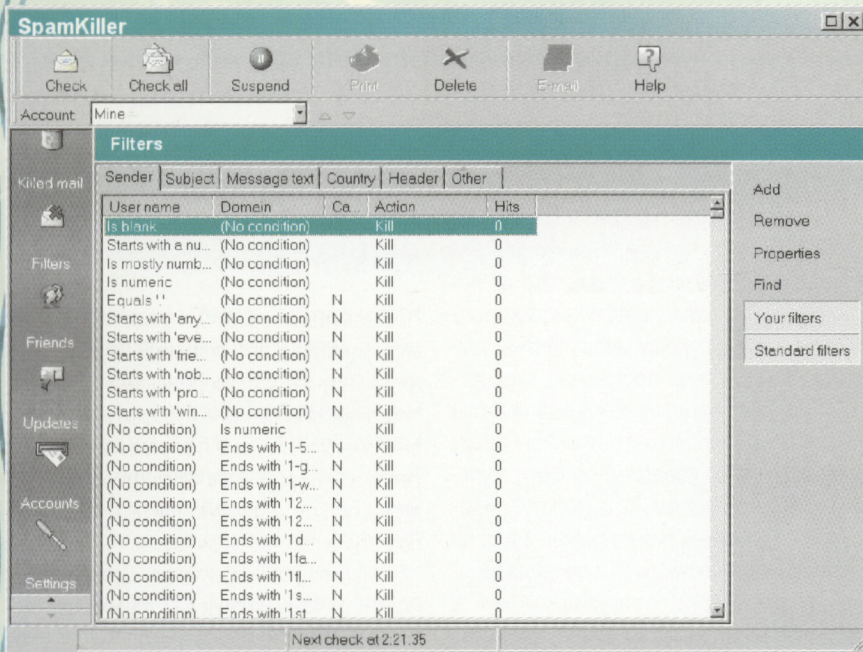 SpamKiller
Check Check all Suspend Print Delete E-mail Help
Account: Mine
Filters
Killed mail
Filters
Friends
Updates
Accounts
Settings
Sender Subject Message text Country Header Other
User name Domain Ca... Action Hits
Is blank (No condition) Kill 0
Starts with a nu... (No condition) Kill 0
Is mostly numb... (No condition) Kill 0
Is numeric (No condition) Kill 0
Equals '.' (No condition) N Kill 0
Starts with 'any... (No condition) N Kill 0
Starts with 'eve... (No condition) N Kill 0
Starts with 'frie... (No condition) N Kill 0
Starts with 'nob... (No condition) N Kill 0
Starts with 'pro... (No condition) N Kill 0
Starts with 'win... (No condition) N Kill 0
(No condition) Is numeric Kill 0
(No condition) Ends with '1-5... N Kill 0
(No condition) Ends with '1-g... N Kill 0
(No condition) Ends with '1-w... N Kill 0
(No condition) Ends with '12... N Kill 0
(No condition) Ends with '12... N Kill 0
(No condition) Ends with '1d... N Kill 0
(No condition) Ends with '1fa... N Kill 0
(No condition) Ends with '1fl... N Kill 0
(No condition) Ends with '1s... N Kill 0
(No condition) Ends with '1st... N Kill 0
Add
Remove
Properties
Find
Your filters
Standard filters
Next check at 2.21.35